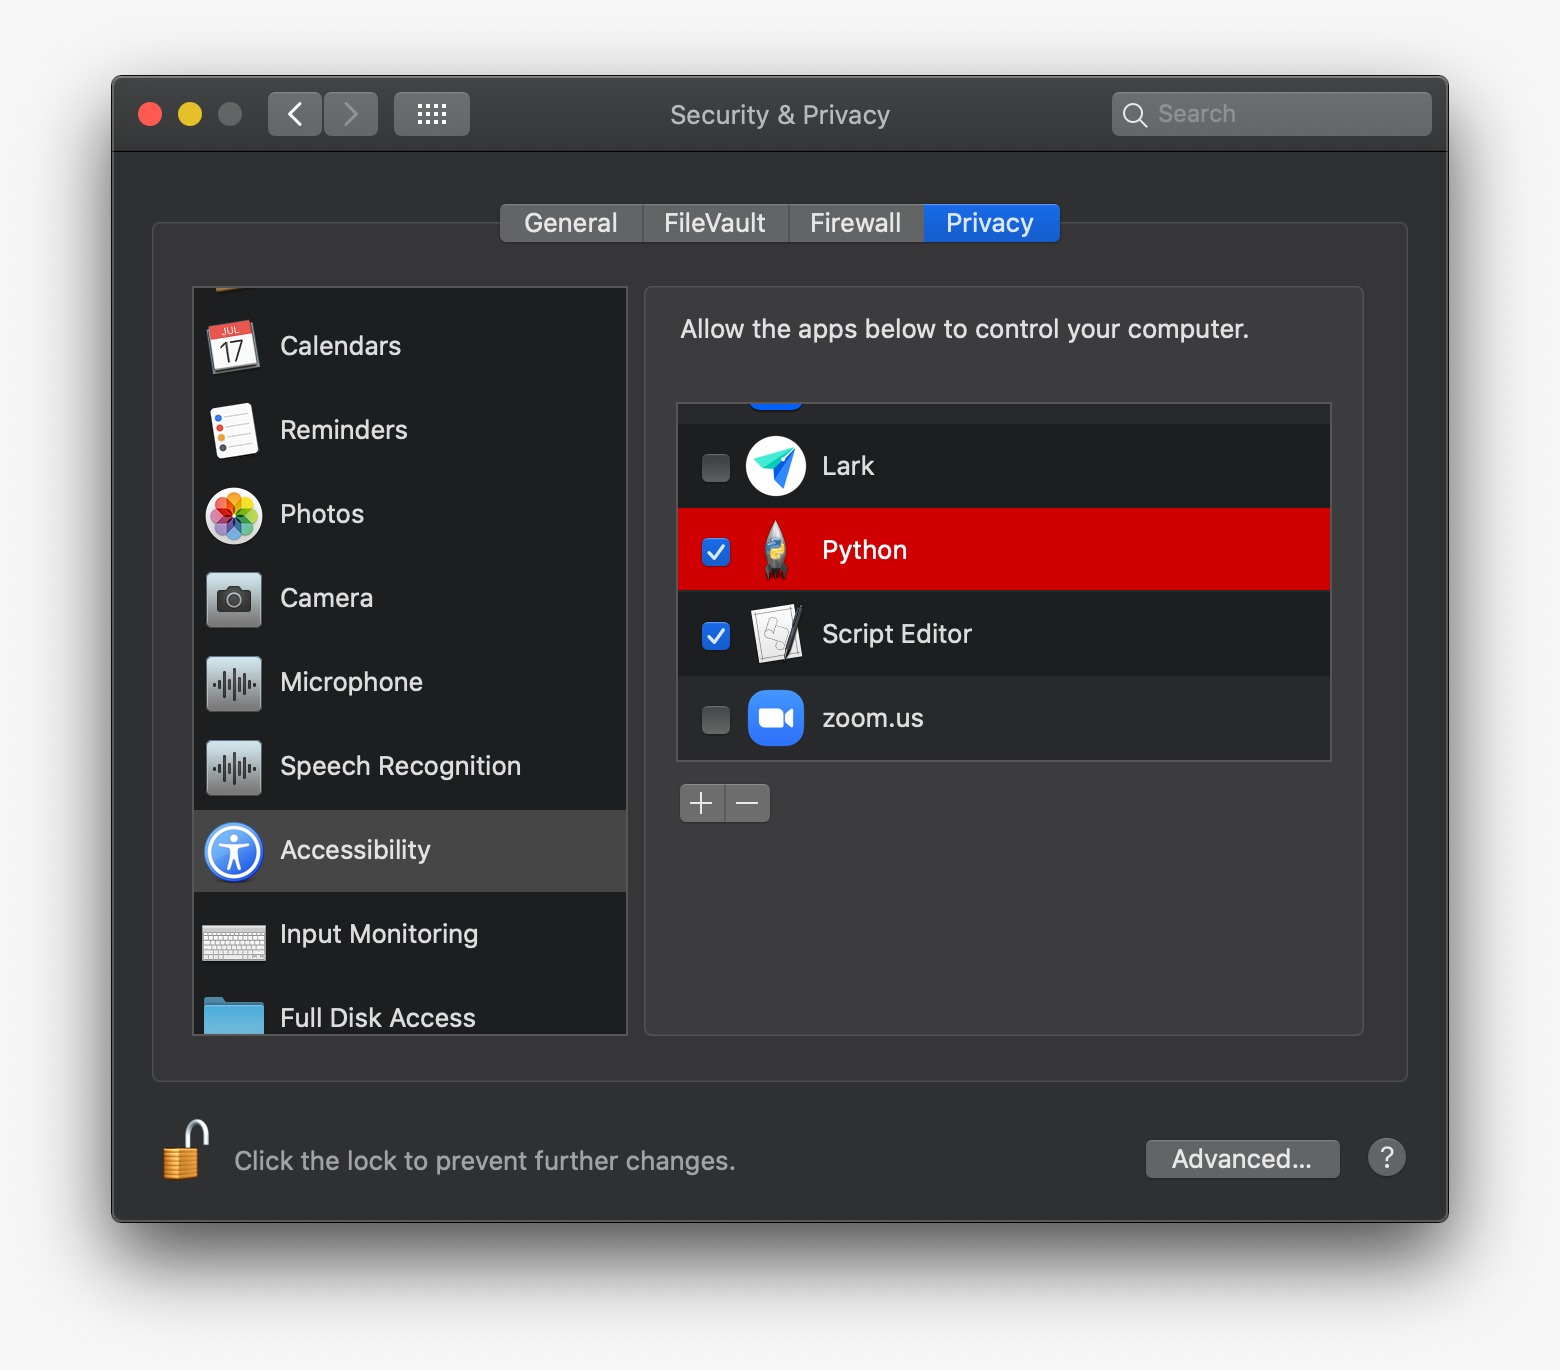 Security & Privacy
Search
General
FileVault
Firewall
Privacy
JUL
17
Calendars
Reminders
Photos
Camera
Microphone
Speech Recognition
Accessibility
Input Monitoring
Full Disk Access
Allow the apps below to control your computer.
Lark
Python
Script Editor
zoom.us
Click the lock to prevent further changes.
Advanced...
?